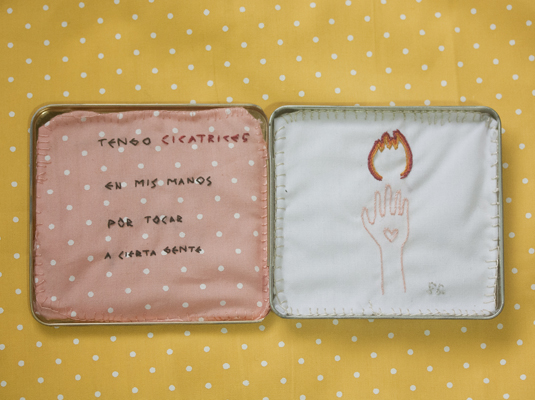 TENGO CICATRICES
EN MIS MANOS
POR TOCAR
A CIERTA GENTE